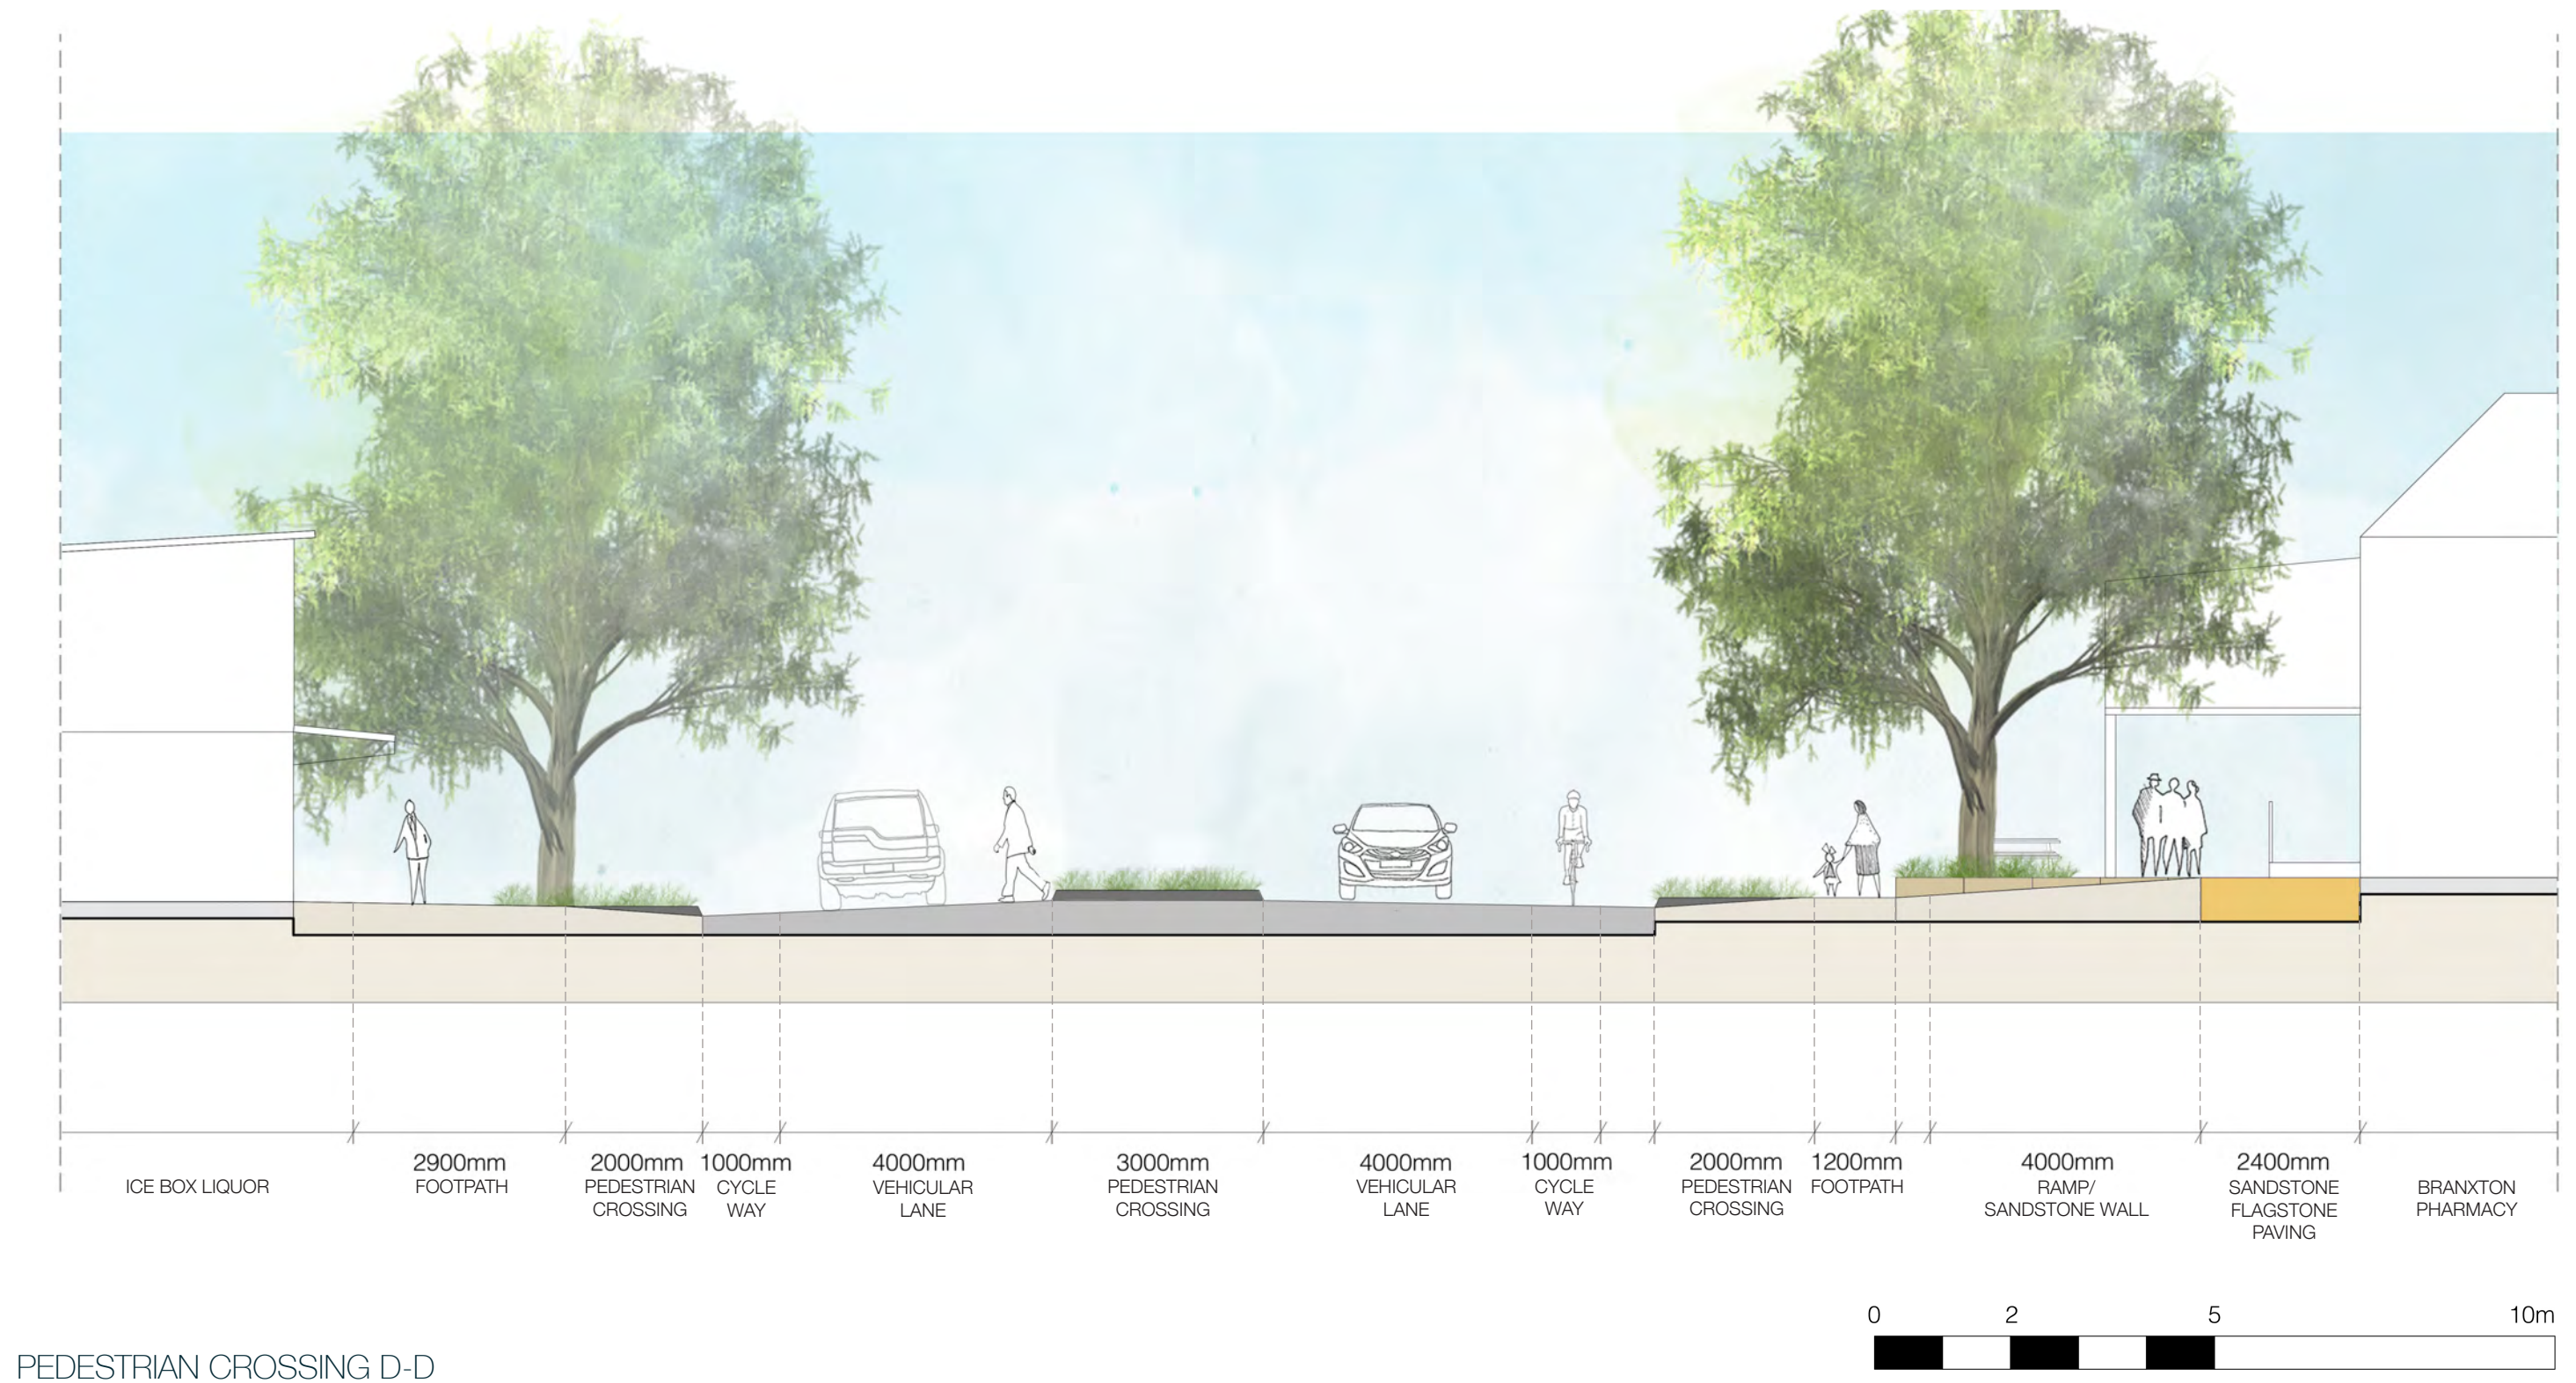 ICE BOX LIQUOR
2900mm
FOOTPATH
2000mm
PEDESTRIAN
CROSSING
1000mm
CYCLE
WAY
4000mm
VEHICULAR
LANE
3000mm
PEDESTRIAN
CROSSING
4000mm
VEHICULAR
LANE
1000mm
CYCLE
WAY
2000mm
PEDESTRIAN
CROSSING
1200mm
FOOTPATH
4000mm
RAMP/
SANDSTONE WALL
2400mm
SANDSTONE
FLAGSTONE
PAVING
BRANXTON
PHARMACY
0 2 5 10m
PEDESTRIAN CROSSING D-D